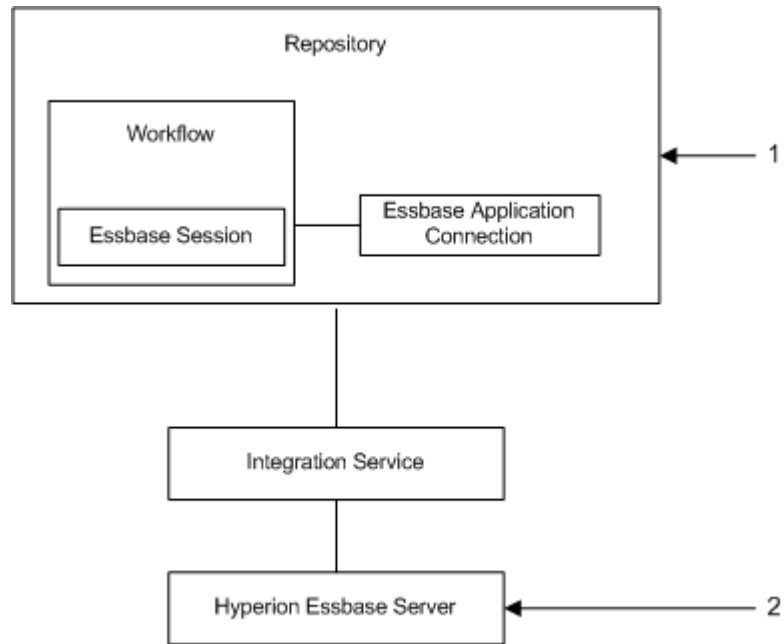 Repository
Workflow
1
Essbase Session
Essbase Application
Connection
Integration Service
Hyperion Essbase Server
2